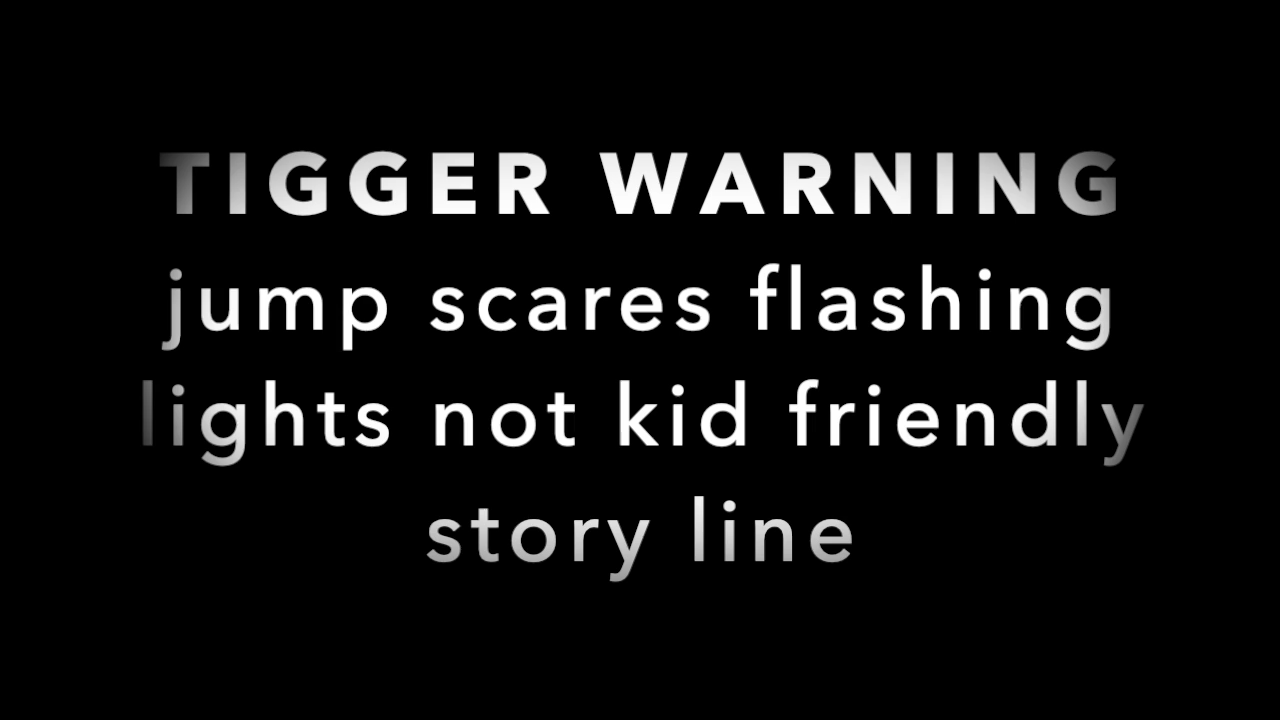 TIGGER WARNING
jump scares flashing
lights not kid friendly
story line